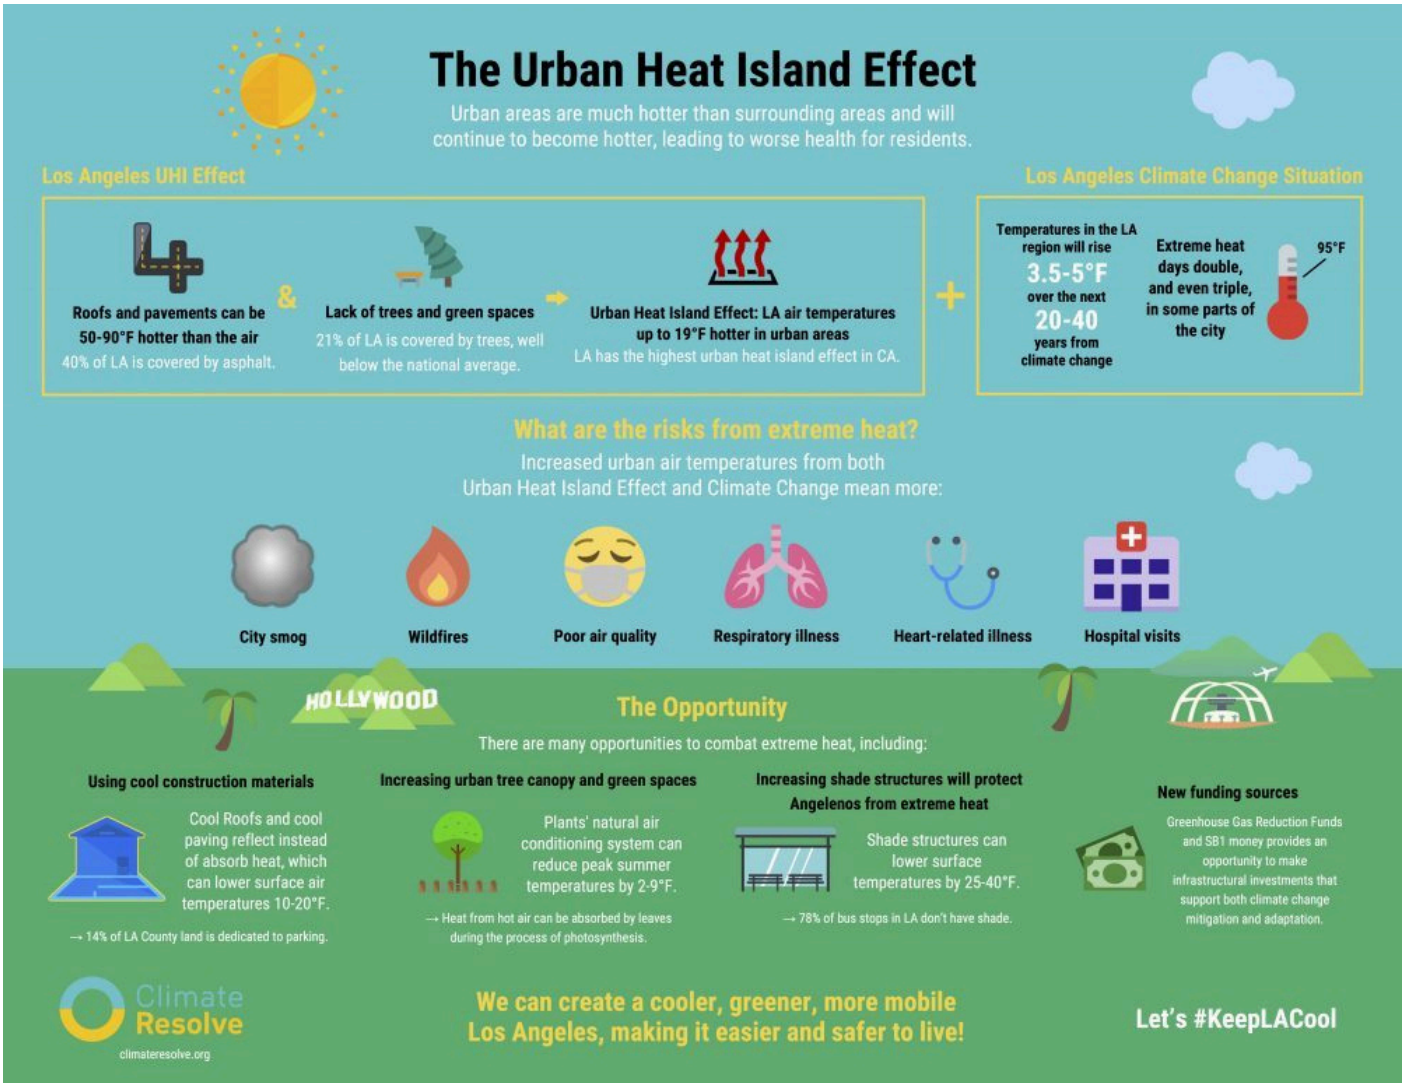 The Urban Heat Island Effect
Urban areas are much hotter than surrounding areas and will
continue to become hotter, leading to worse health for residents.
Los Angeles UHI Effect
Roofs and pavements can be
50-90°F hotter than the air
40% of LA is covered by asphalt.
&
Lack of trees and green spaces
21% of LA is covered by trees, well
below the national average.
Urban Heat Island Effect: LA air temperatures
up to 19°F hotter in urban areas
LA has the highest urban heat island effect in CA.
+
Los Angeles Climate Change Situation
Temperatures in the LA
region will rise
3.5-5°F
over the next
20-40
years from
climate change
Extreme heat
days double,
and even triple,
in some parts of
the city
95°F
What are the risks from extreme heat?
Increased urban air temperatures from both
Urban Heat Island Effect and Climate Change mean more:
City smog
Wildfires
Poor air quality
Respiratory illness
Heart-related illness
Hospital visits
HOLLYWOOD
The Opportunity
There are many opportunities to combat extreme heat, including:
Using cool construction materials
Cool Roofs and cool
paving reflect instead
of absorb heat, which
can lower surface air
temperatures 10-20°F.
→ 14% of LA County land is dedicated to parking.
Increasing urban tree canopy and green spaces
Plants' natural air
conditioning system can
reduce peak summer
temperatures by 2-9°F.
→ Heat from hot air can be absorbed by leaves
during the process of photosynthesis.
Increasing shade structures will protect
Angelenos from extreme heat
Shade structures can
lower surface
temperatures by 25-40°F.
→ 78% of bus stops in LA don't have shade.
New funding sources
Greenhouse Gas Reduction Funds
and SB1 money provides an
opportunity to make
infrastructural investments that
support both climate change
mitigation and adaptation.
Climate
Resolve
climateresolve.org
We can create a cooler, greener, more mobile
Los Angeles, making it easier and safer to live!
Let's #KeepLACool